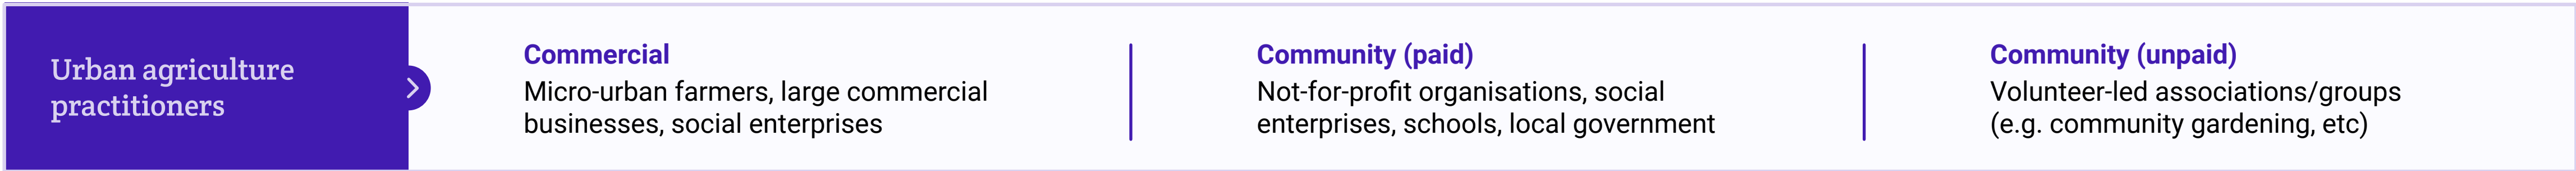 Urban agriculture
practitioners
Commercial
Micro-urban farmers, large commercial
businesses, social enterprises
Community (paid)
Not-for-profit organisations, social
enterprises, schools, local government
Community (unpaid)
Volunteer-led associations/groups
(e.g. community gardening, etc)